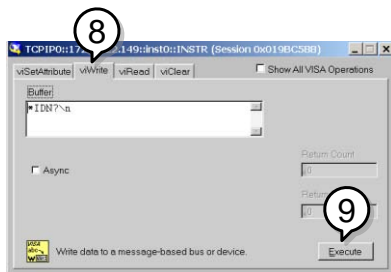 8
TCPIP0::17 .149::inst0::INSTR (Session 0x019BC5B8)
viSetAttribute viWrite viRead viClear Show All VISA Operations
Buffer
*IDN?\n
Async
Return Count
Return
9
Write data to a message-based bus or device.
Execute